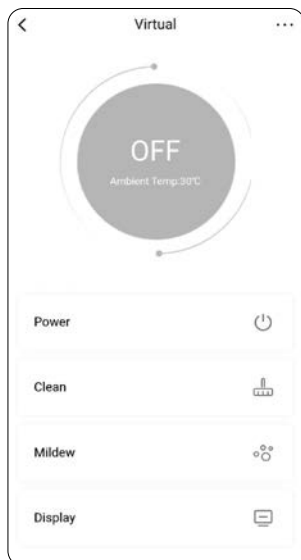 Virtual
OFF
Ambient Temp:30℃
Power
Clean
Mildew
Display